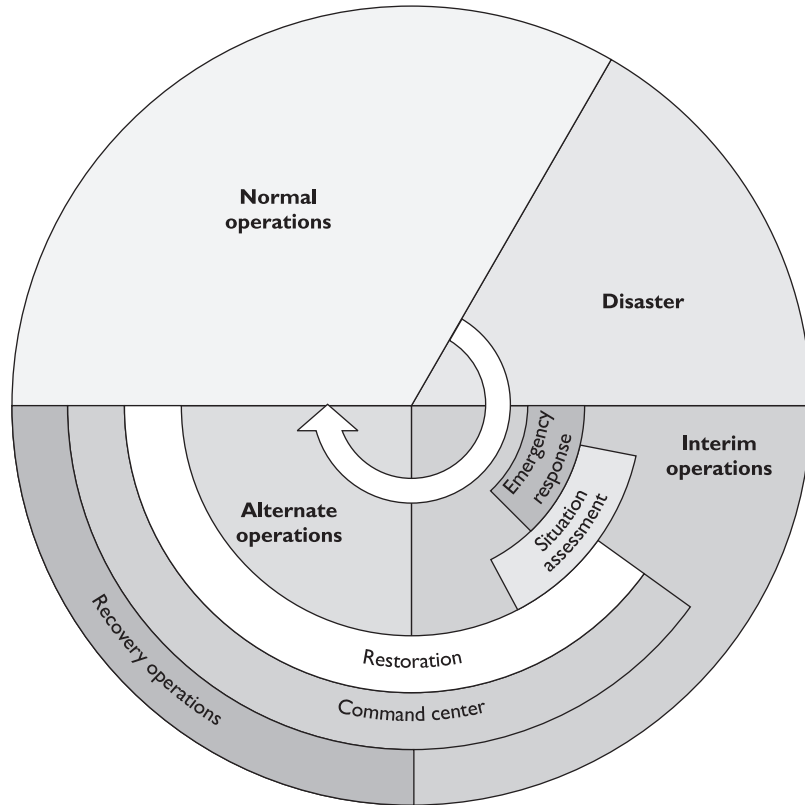 Normal
operations
Disaster
Interim
operations
Emergency
response
Situation
assessment
Alternate
operations
Restoration
Command center
Recovery operations